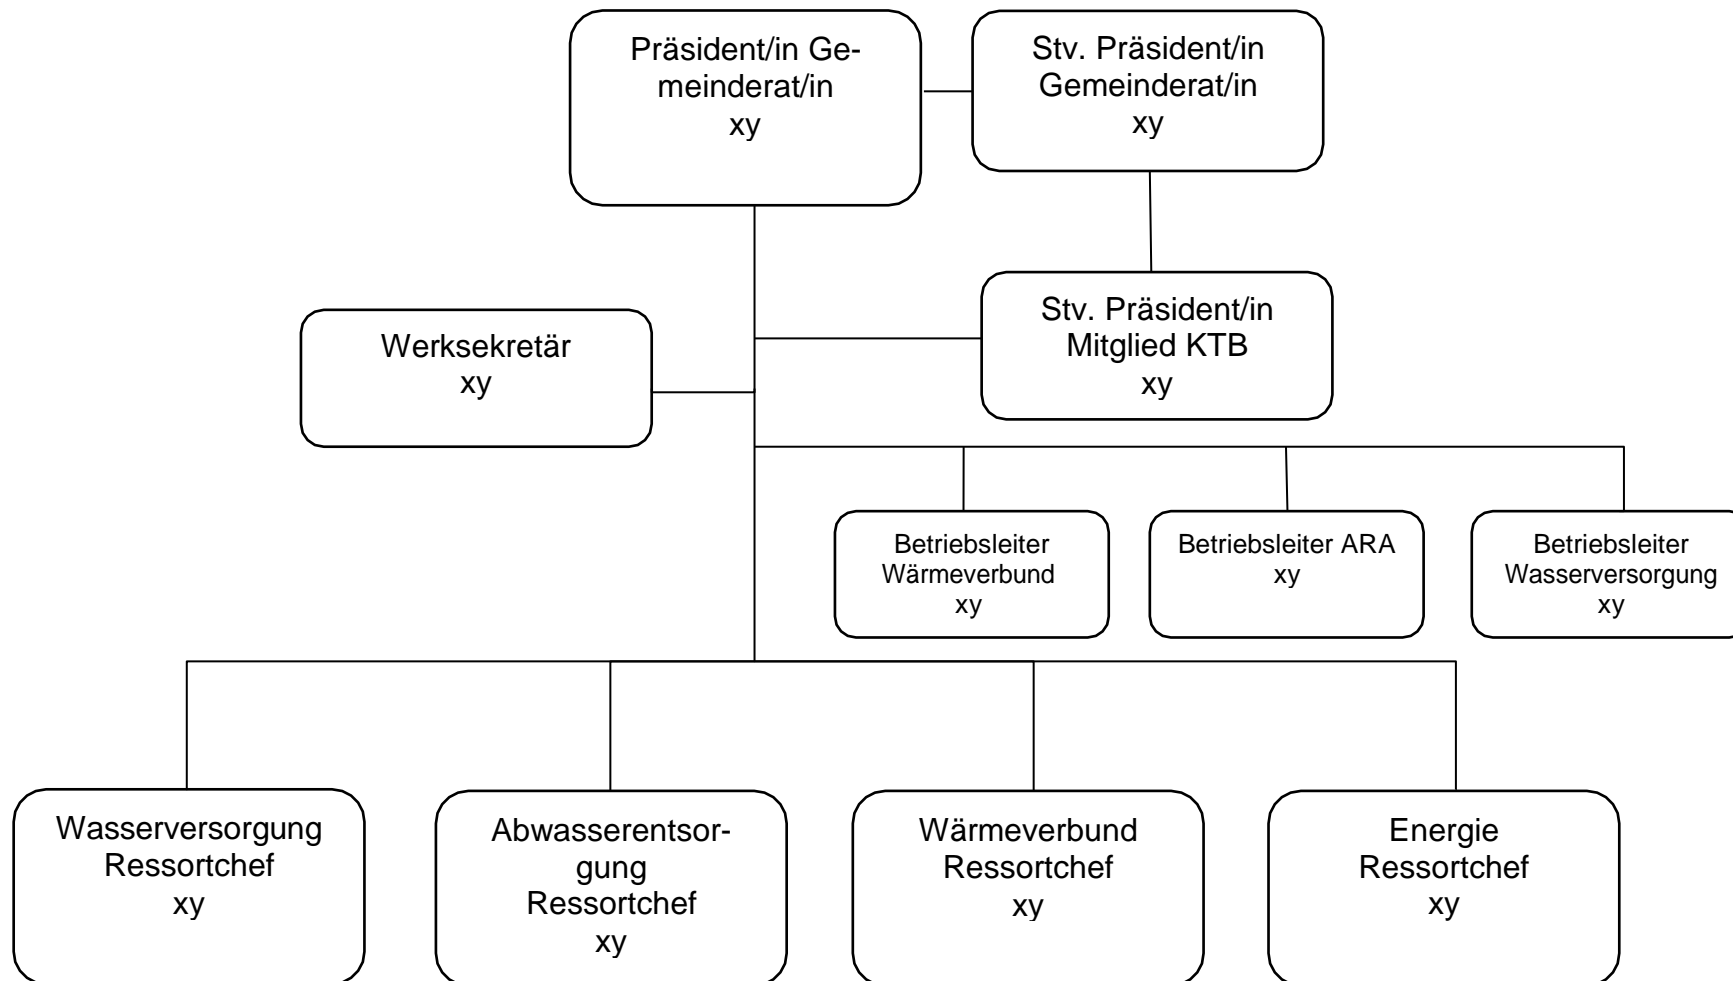 Präsident/in Ge-
meinderat/in
xy
Stv. Präsident/in
Gemeinderat/in
xy
Stv. Präsident/in
Mitglied KTB
xy
Werksekretär
xy
Betriebsleiter
Wärmeverbund
xy
Betriebsleiter ARA
xy
Betriebsleiter
Wasserversorgung
xy
Wasserversorgung
Ressortchef
xy
Abwasserentsor-
gung
Ressortchef
xy
Wärmeverbund
Ressortchef
xy
Energie
Ressortchef
xy